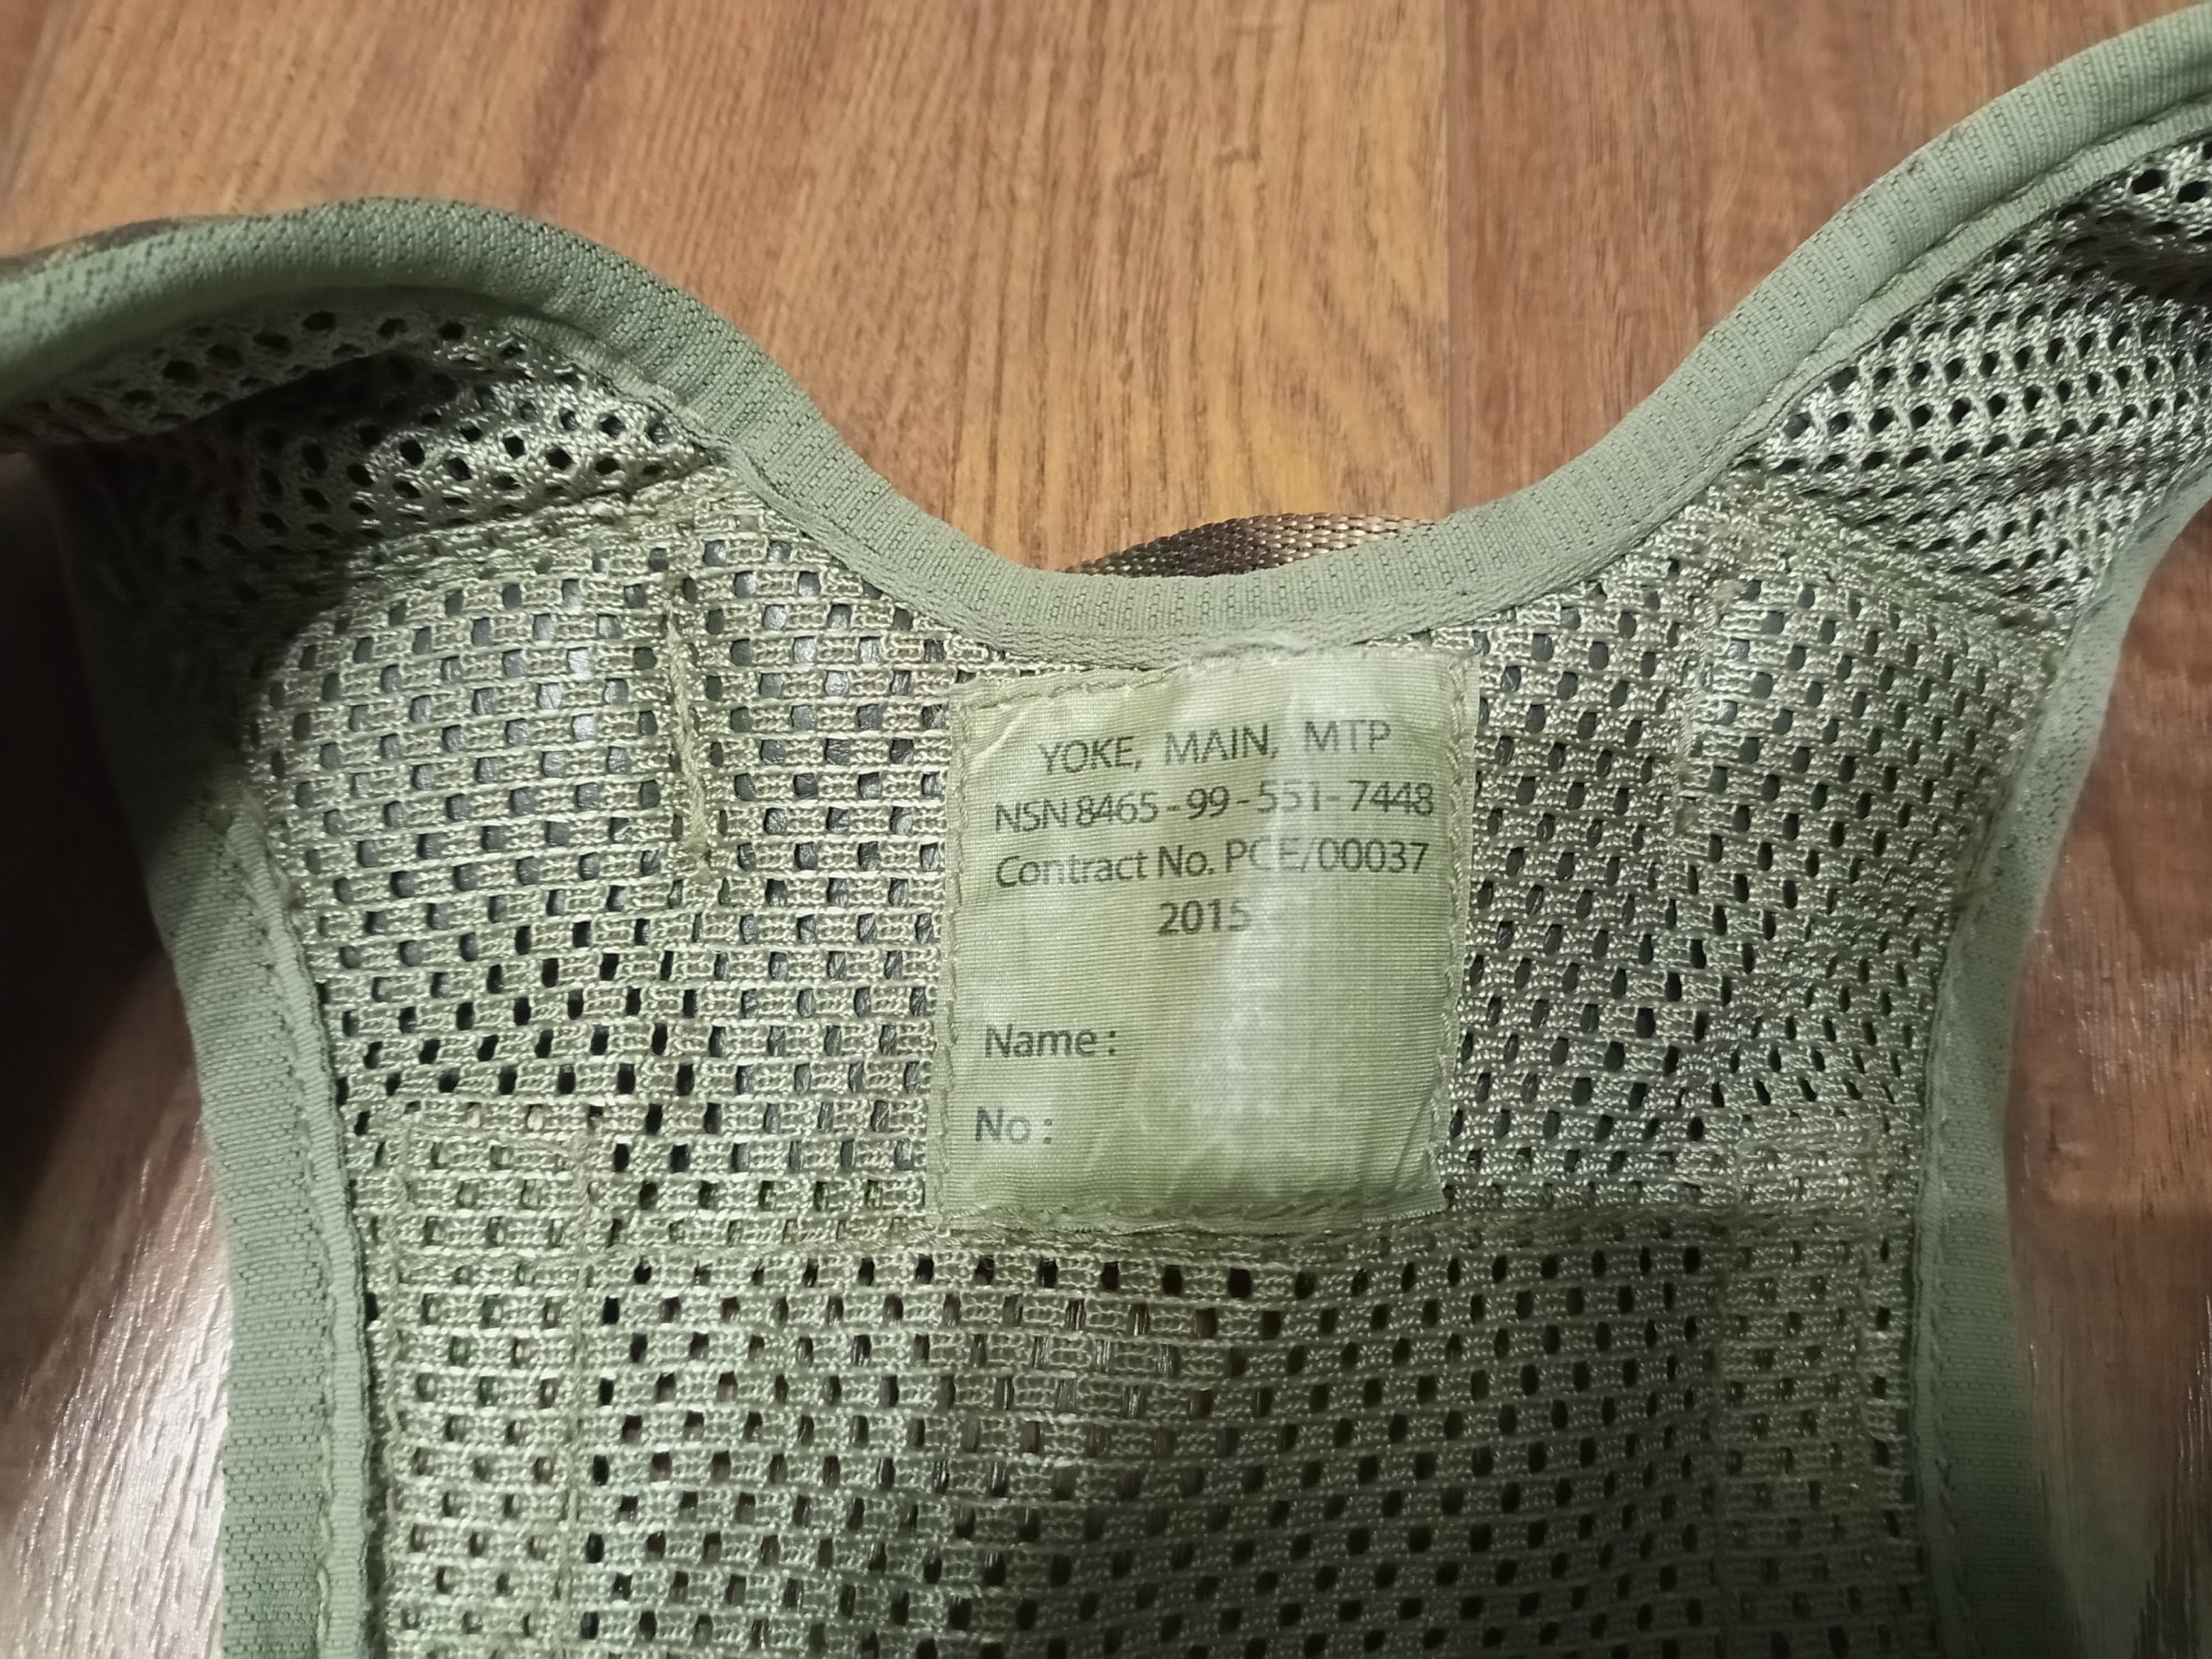 YOKE, MAIN, MTP
NSN 8465-99-551-7448
Contract No. PCE/00037
2015
Name :
No :